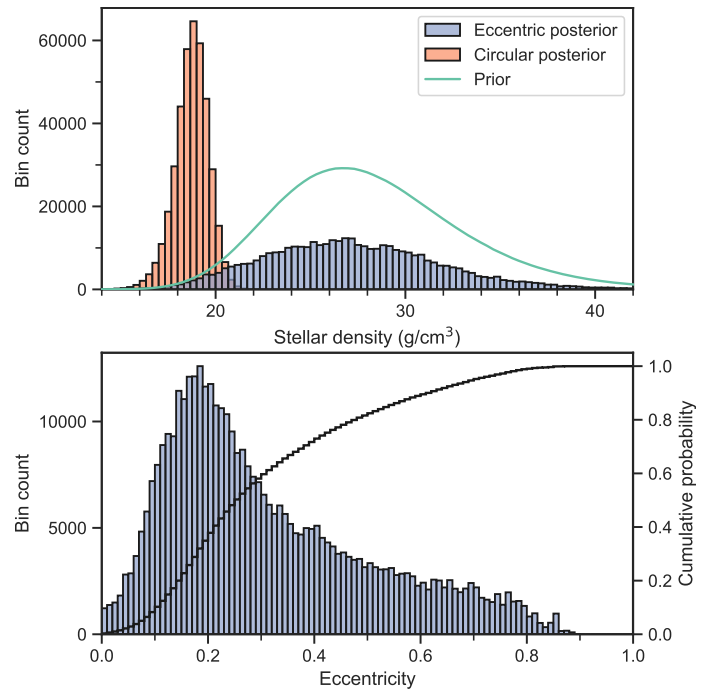 Eccentric posterior
Circular posterior
Prior
60000
40000
20000
0
Bin count
20
30
40
Stellar density (g/cm³)
10000
5000
0
Bin count
1.0
0.8
0.6
0.4
0.2
0.0
Cumulative probability
0.0
0.2
0.4
0.6
0.8
1.0
Eccentricity